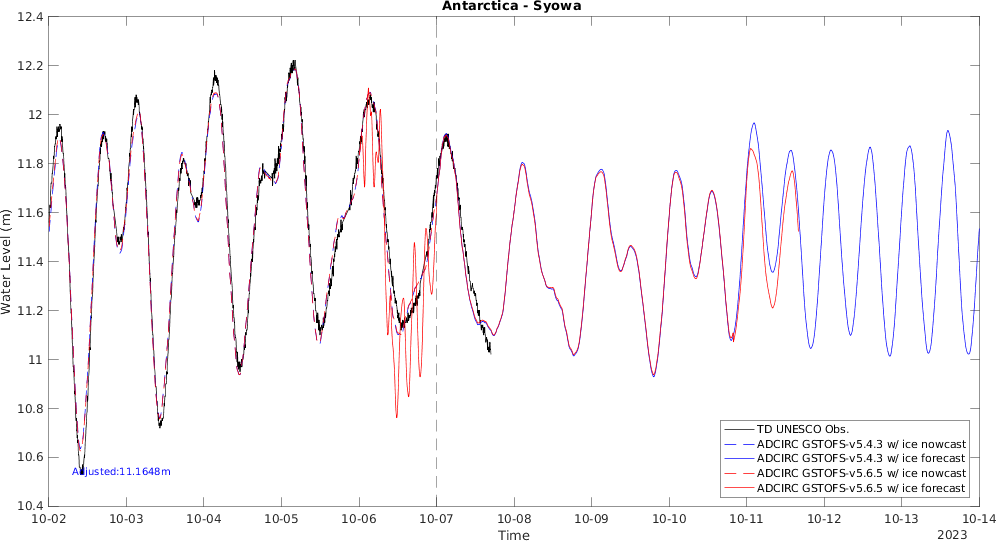 Antarctica - Syowa
12.4
12.2
12
11.8
11.6
11.4
11.2
11
10.8
10.6
10.4
Water Level (m)
Adjusted:11.1648m
TD UNESCO Obs.
ADCIRC GSTOFS-v5.4.3 w/ ice nowcast
ADCIRC GSTOFS-v5.4.3 w/ ice forecast
ADCIRC GSTOFS-v5.6.5 w/ ice nowcast
ADCIRC GSTOFS-v5.6.5 w/ ice forecast
10-02 10-03 10-04 10-05 10-06 10-07 10-08 10-09 10-10 10-11 10-12 10-13 10-14
Time
2023